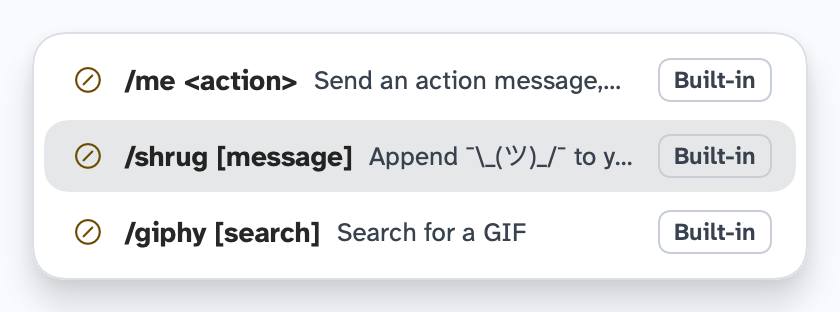 /me <action> Send an action message,... Built-in
/shrug [message] Append ¯\_(ツ)_/¯ to y... Built-in
/giphy [search] Search for a GIF Built-in